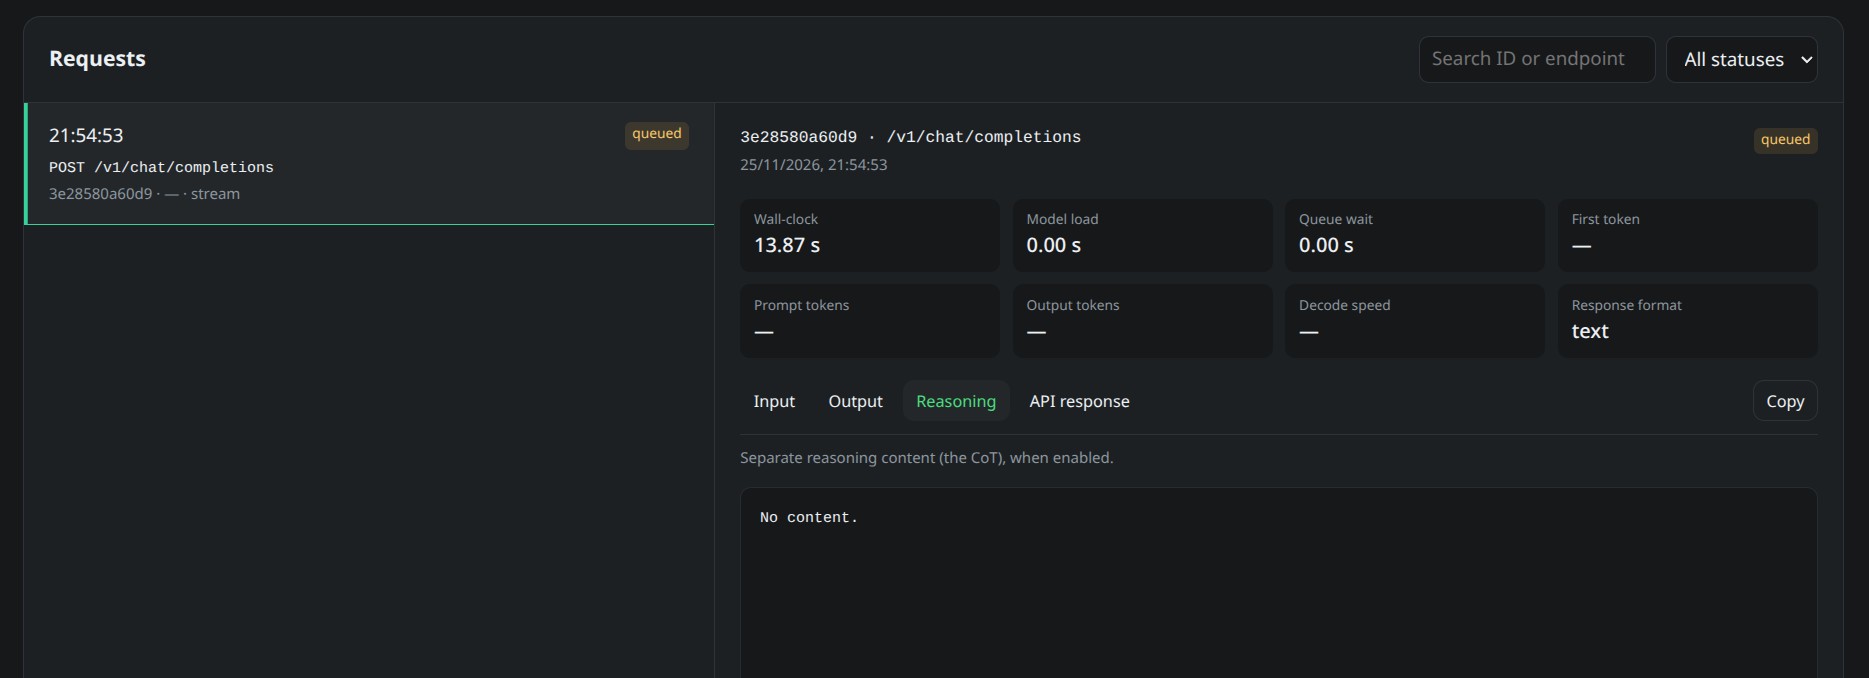 Requests
Search ID or endpoint
All statuses
21:54:53
queued
POST /v1/chat/completions
3e28580a60d9 · — · stream
3e28580a60d9 · /v1/chat/completions
queued
25/11/2026, 21:54:53
Wall-clock
13.87 s
Model load
0.00 s
Queue wait
0.00 s
First token
—
Prompt tokens
—
Output tokens
—
Decode speed
—
Response format
text
Input
Output
Reasoning
API response
Copy
Separate reasoning content (the CoT), when enabled.
No content.